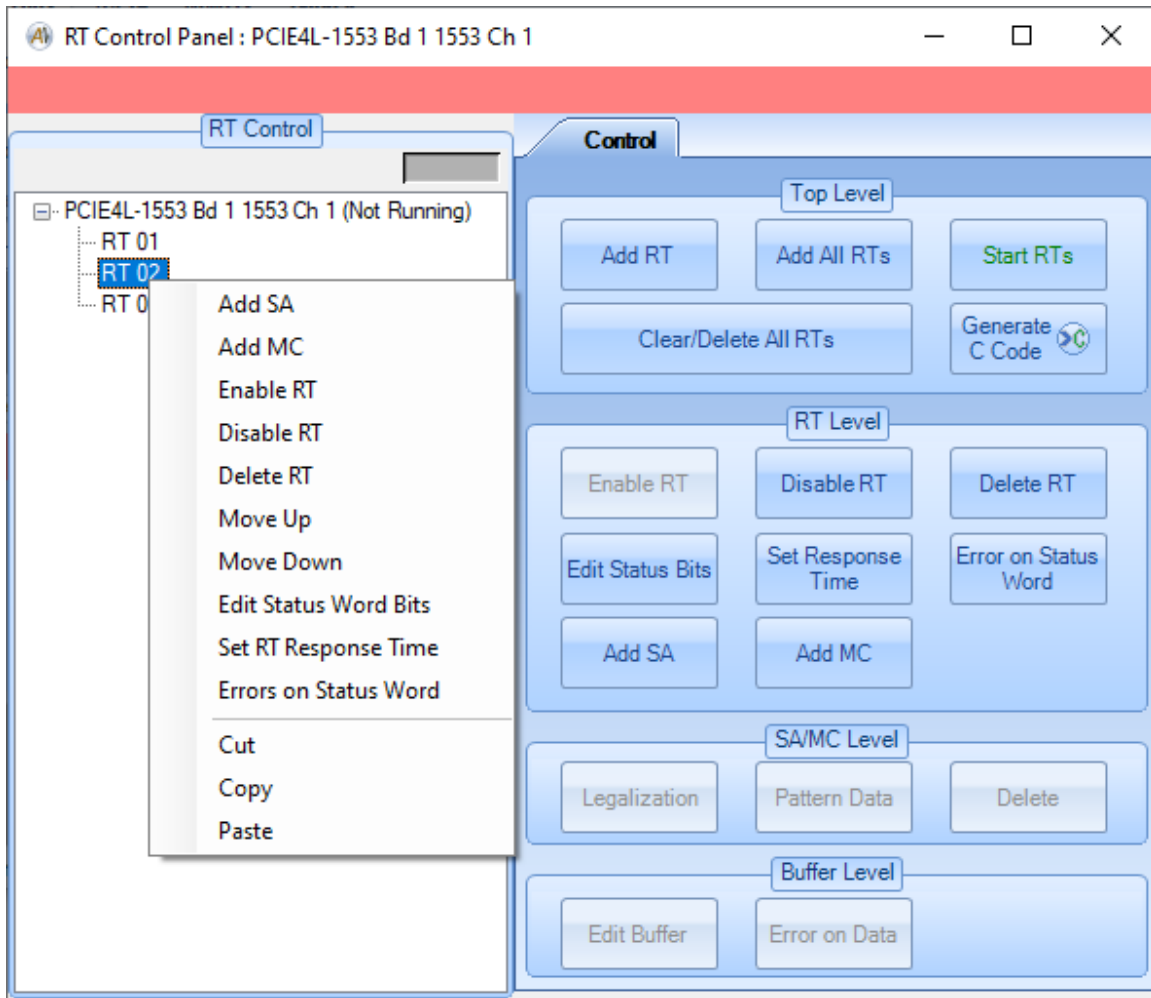 RT Control Panel : PCIE4L-1553 Bd 1 1553 Ch 1
RT Control
PCIE4L-1553 Bd 1 1553 Ch 1 (Not Running)
RT 01
RT 02
RT 0
Add SA
Add MC
Enable RT
Disable RT
Delete RT
Move Up
Move Down
Edit Status Word Bits
Set RT Response Time
Errors on Status Word
Cut
Copy
Paste
Control
Top Level
Add RT
Add All RTs
Start RTs
Clear/Delete All RTs
Generate
C Code
RT Level
Enable RT
Disable RT
Delete RT
Edit Status Bits
Set Response
Time
Error on Status
Word
Add SA
Add MC
SA/MC Level
Legalization
Pattern Data
Delete
Buffer Level
Edit Buffer
Error on Data